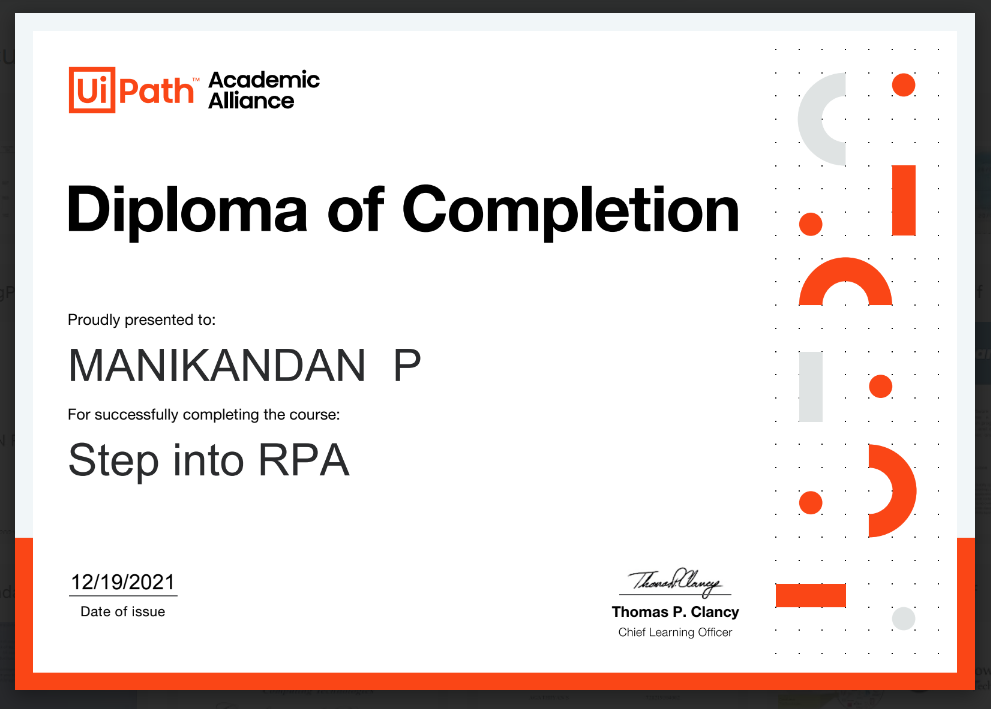 UiPath™ Academic
Alliance
Diploma of Completion
Proudly presented to:
MANIKANDAN P
For successfully completing the course:
Step into RPA
12/19/2021
Date of issue
Thomas P. Clancy
Thomas P. Clancy
Chief Learning Officer